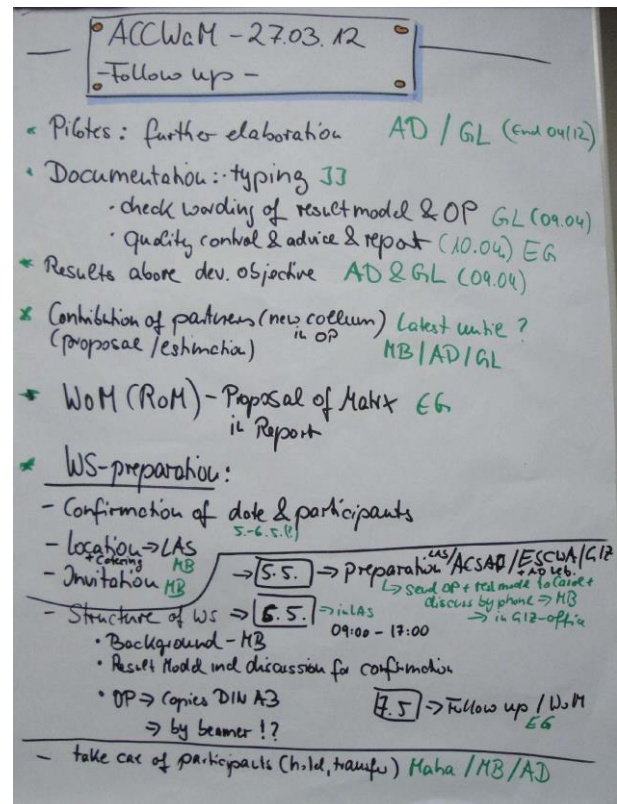 ACCWaM - 27.03.12
- Follow up -
* Pilotes: further elaboration AD / GL (End 04/12)
* Documentation: typing JJ
· check wording of result model & OP GL (09.04)
· quality control & advice & report (10.04) EG
* Results above dev. objective AD & GL (09.04)
* Contribution of partners (new collumn) Latest untie ?
in OP
(proposal / estimation) MB / AD / GL
* WoM (RoM) - Proposal of Matrix EG
in Report
* WS-preparation:
- Confirmation of date & participants
5.-6.5.(!)
- Location → LAS
+ Catering MB
- Invitation MB
→ 5.5. → Preparation LAS/ACSAD/ESCWA/GIZ
+ AD Leb.
↳ send OP + res. model to Carol +
discuss by phone → MB
→ in GIZ-office
- Structure of WS → 6.5. → in LAS
09:00 - 17:00
· Background - MB
· Result Model incl discussion for confirmation
· OP → Copies DIN A3
→ by beamer !?
7.5 → Follow up / WoM
EG
- take care of participants (hotel, transfer) Maha / MB / AD